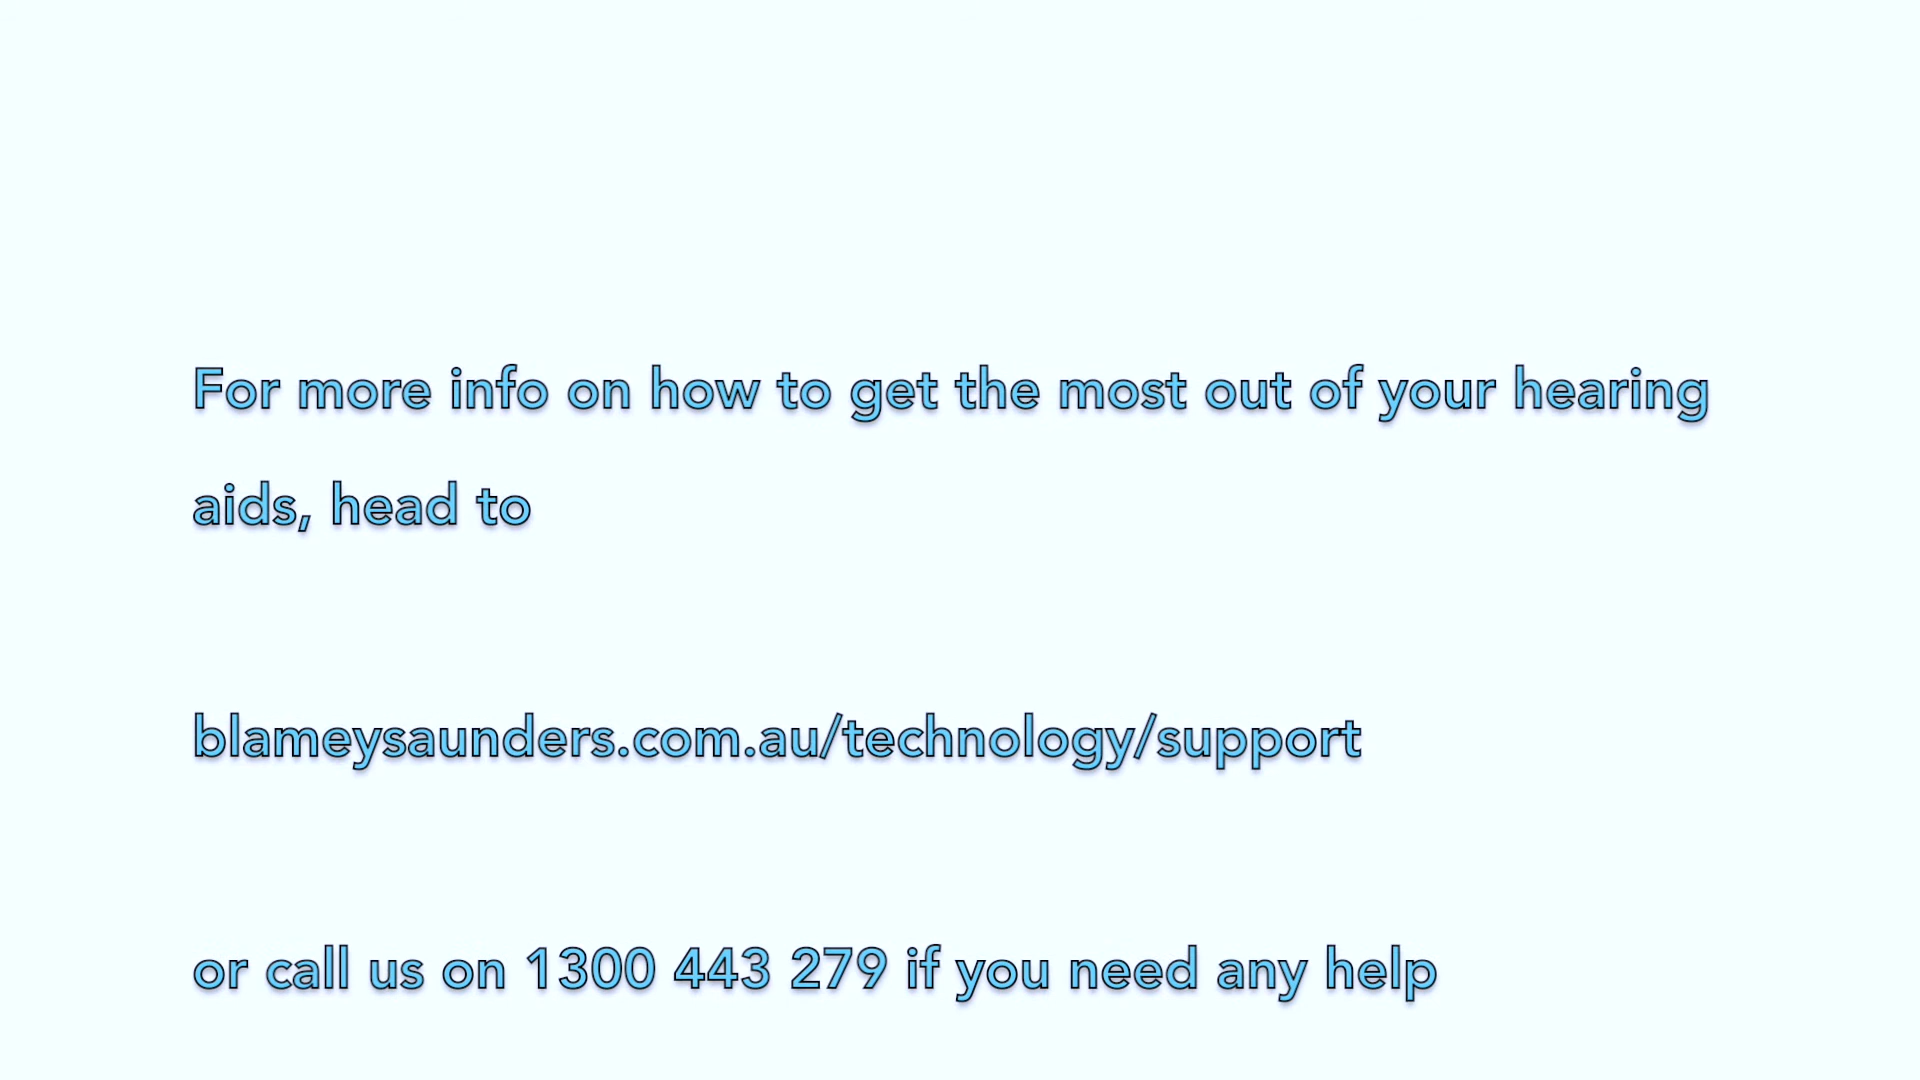 For more info on how to get the most out of your hearing
aids, head to
blameysaunders.com.au/technology/support
or call us on 1300 443 279 if you need any help